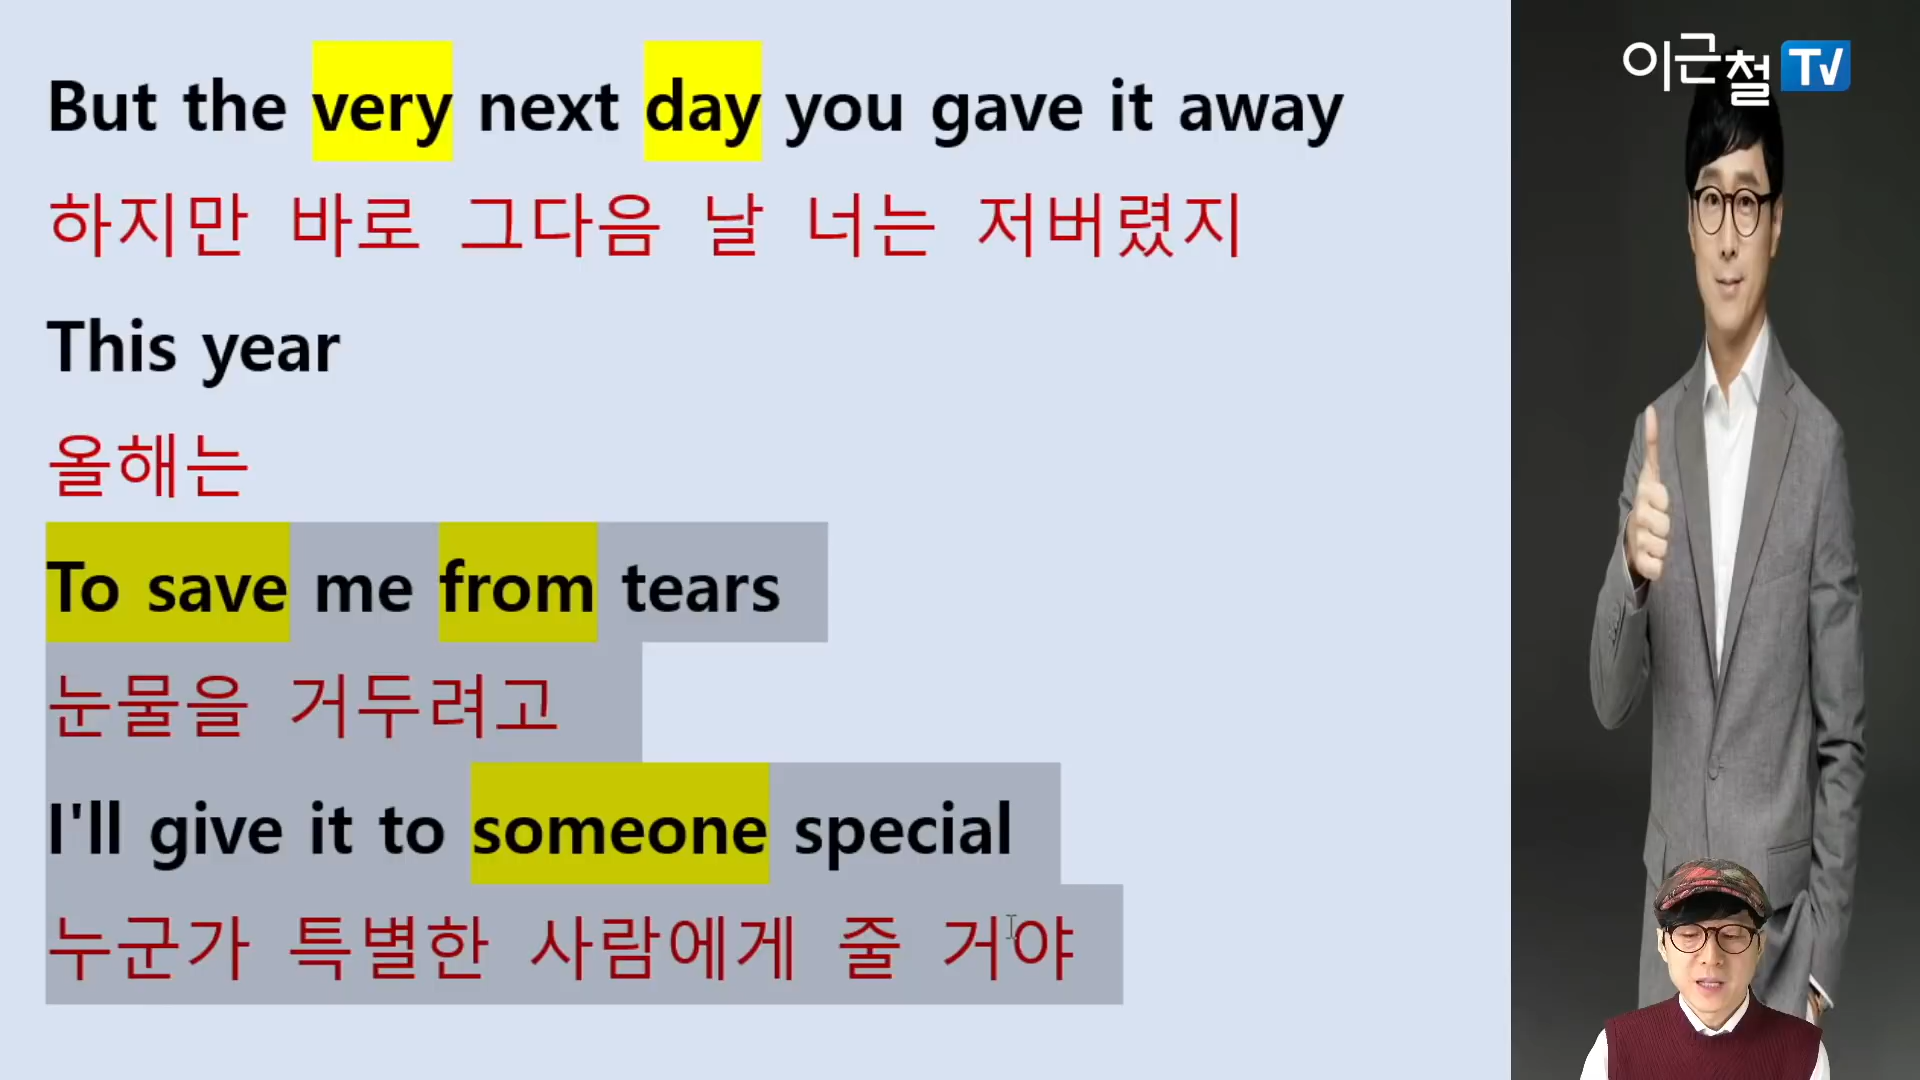 But the very next day you gave it away
하지만 바로 그다음 날 너는 저버렸지
This year
올해는
To save me from tears
눈물을 거두려고
I'll give it to someone special
누군가 특별한 사람에게 줄 거야
이근철 TV